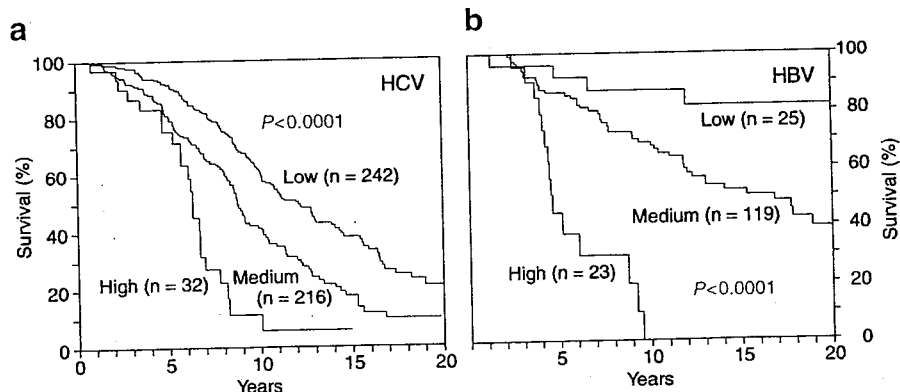 a
100
80
60
40
20
0
Survival (%)
HCV
P<0.0001
Low (n = 242)
High (n = 32)
Medium
(n = 216)
0
5
10
15
20
Years
b
100
80
60
40
20
0
Survival (%)
HBV
Low (n = 25)
Medium (n = 119)
High (n = 23)
P<0.0001
5
10
15
20
Years